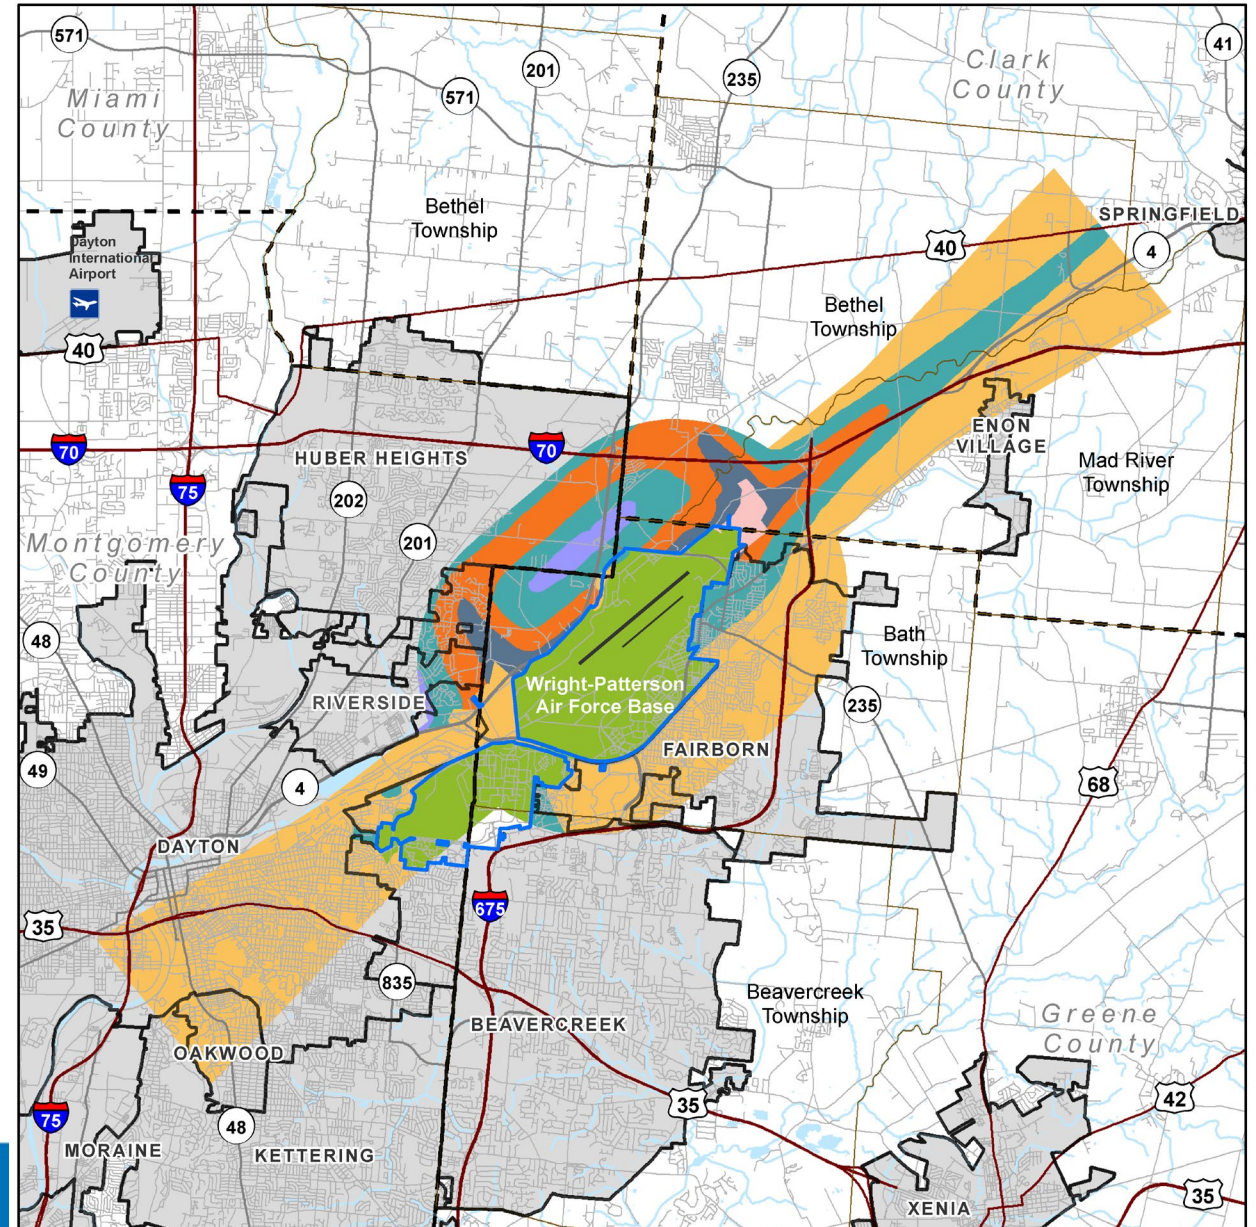 571
41
Clark
County
201
235
571
Miami
County
Bethel
Township
SPRINGFIELD
40
4
Dayton
International
Airport
Bethel
Township
40
ENON
VILLAGE
70
70
HUBER HEIGHTS
Mad River
Township
75
202
201
Montgomery
County
48
Bath
Township
Wright-Patterson
Air Force Base
RIVERSIDE
235
FAIRBORN
49
4
68
DAYTON
675
35
835
Beavercreek
Township
BEAVERCREEK
Greene
County
OAKWOOD
35
42
75
48
MORAINE
KETTERING
35
XENIA